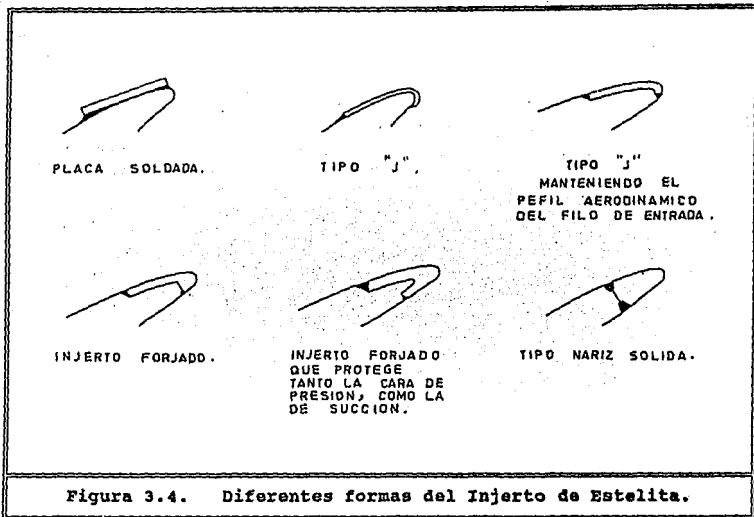 PLACA SOLDADA.
TIPO "J".
TIPO "J"
MANTENIENDO EL
PEFIL AERODINAMICO
DEL FILO DE ENTRADA.
INJERTO FORJADO.
INJERTO FORJADO
QUE PROTEGE
TANTO LA CARA DE
PRESION, COMO LA
DE SUCCION.
TIPO NARIZ SOLIDA.
Figura 3.4. Diferentes formas del Injerto de Estelita.